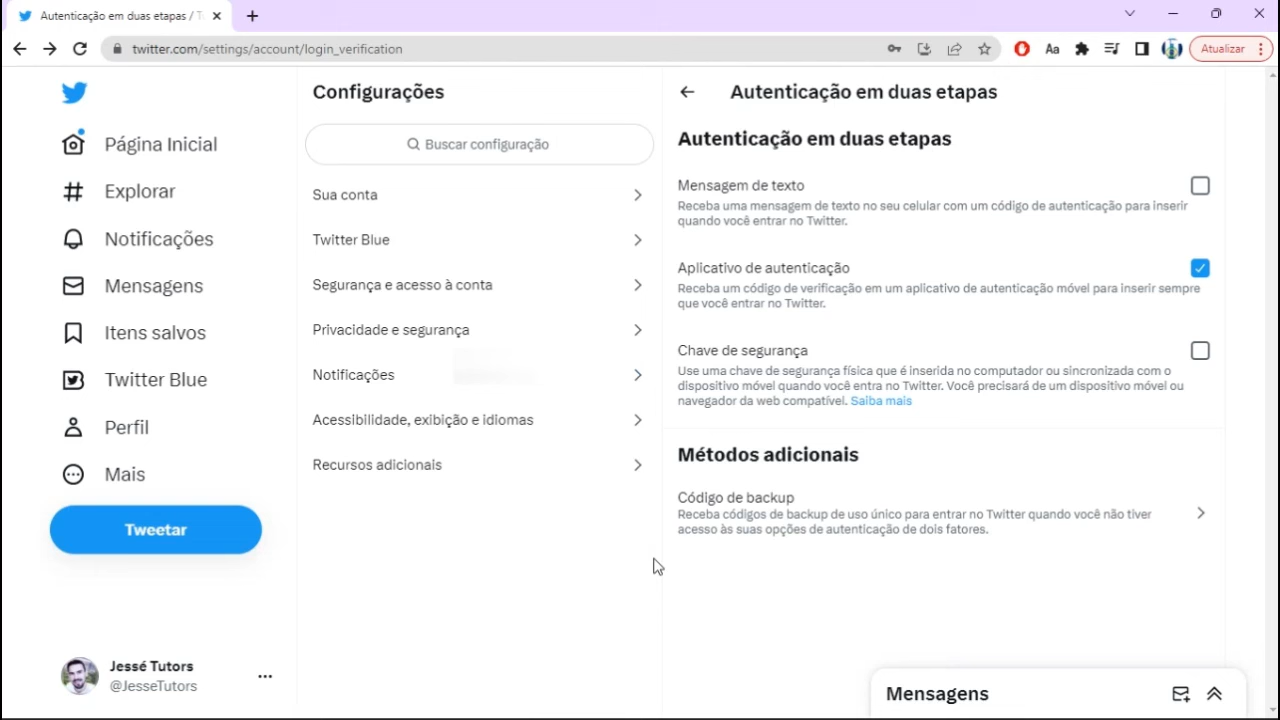 Autenticação em duas etapas / T
twitter.com/settings/account/login_verification
Aa
Atualizar
Página Inicial
Explorar
Notificações
Mensagens
Itens salvos
Twitter Blue
Perfil
Mais
Tweetar
Jessé Tutors
@JesseTutors
Configurações
Buscar configuração
Sua conta
Twitter Blue
Segurança e acesso à conta
Privacidade e segurança
Notificações
Acessibilidade, exibição e idiomas
Recursos adicionais
Autenticação em duas etapas
Autenticação em duas etapas
Mensagem de texto
Receba uma mensagem de texto no seu celular com um código de autenticação para inserir
quando você entrar no Twitter.
Aplicativo de autenticação
Receba um código de verificação em um aplicativo de autenticação móvel para inserir sempre
que você entrar no Twitter.
Chave de segurança
Use uma chave de segurança física que é inserida no computador ou sincronizada com o
dispositivo móvel quando você entra no Twitter. Você precisará de um dispositivo móvel ou
navegador da web compatível. Saiba mais
Métodos adicionais
Código de backup
Receba códigos de backup de uso único para entrar no Twitter quando você não tiver
acesso às suas opções de autenticação de dois fatores.
Mensagens